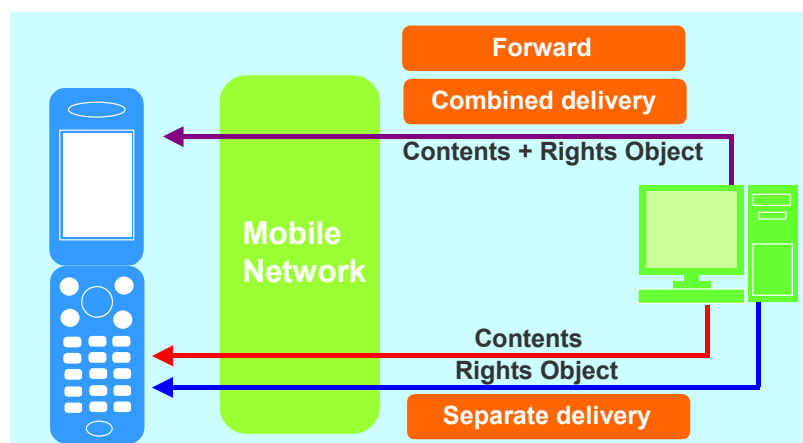 Forward
Combined delivery
Contents + Rights Object
Mobile
Network
Contents
Rights Object
Separate delivery